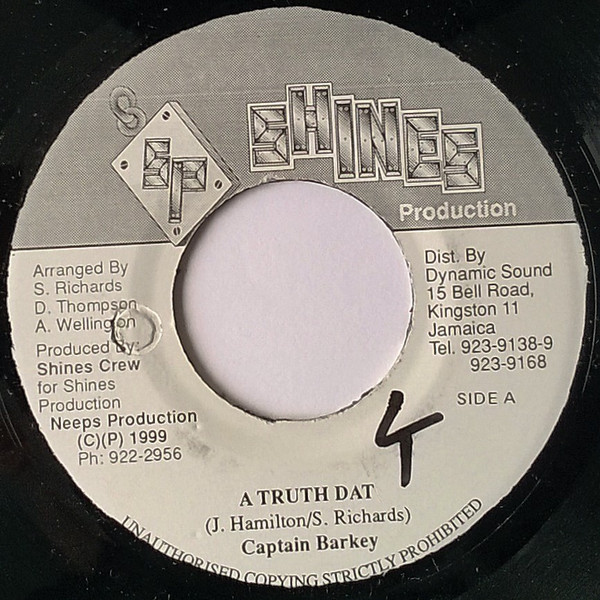 S
SP
SHINES
Production
Arranged By
S. Richards
D. Thompson
A. Wellington
Produced by:
Shines Crew
for Shines
Production
Neeps Production
(C)(P) 1999
Ph: 922-2956
Dist. By
Dynamic Sound
15 Bell Road,
Kingston 11
Jamaica
Tel. 923-9138-9
923-9168
SIDE A
A TRUTH DAT
(J. Hamilton/S. Richards)
Captain Barkey
UNAUTHORISED COPYING STRICTLY PROHIBITED